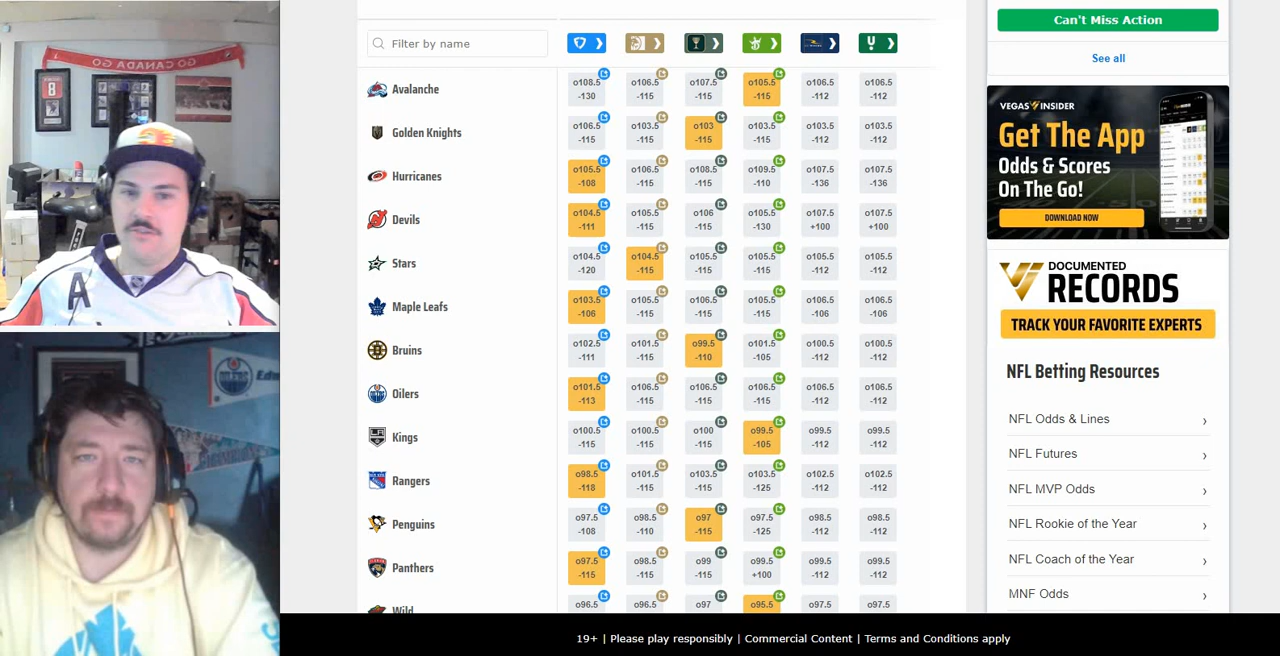 GO CANADA GO
8
A
Filter by name
Avalanche
o108.5 -130
o106.5 -115
o107.5 -115
o105.5 -115
o106.5 -112
o106.5 -112
Golden Knights
o106.5 -115
o103.5 -115
o103 -115
o103.5 -115
o103.5 -112
o103.5 -112
Hurricanes
o105.5 -108
o106.5 -115
o108.5 -115
o109.5 -110
o107.5 -136
o107.5 -136
Devils
o104.5 -111
o105.5 -115
o106 -115
o105.5 -130
o107.5 +100
o107.5 +100
Stars
o104.5 -120
o104.5 -115
o105.5 -115
o105.5 -115
o105.5 -112
o105.5 -112
Maple Leafs
o103.5 -106
o105.5 -115
o106.5 -115
o105.5 -115
o106.5 -106
o106.5 -106
Bruins
o102.5 -111
o101.5 -115
o99.5 -110
o101.5 -105
o100.5 -112
o100.5 -112
Oilers
o101.5 -113
o106.5 -115
o106.5 -115
o106.5 -115
o106.5 -112
o106.5 -112
Kings
o100.5 -115
o100.5 -115
o100 -115
o99.5 -105
o99.5 -112
o99.5 -112
Rangers
o98.5 -118
o101.5 -115
o103.5 -115
o103.5 -125
o102.5 -112
o102.5 -112
Penguins
o97.5 -108
o98.5 -110
o97 -115
o97.5 -125
o98.5 -112
o98.5 -112
Panthers
o97.5 -115
o98.5 -115
o99 -115
o99.5 +100
o99.5 -112
o99.5 -112
Wild
o96.5
o96.5
o97
o95.5
o97.5
o97.5
Can't Miss Action
See all
VEGAS INSIDER
Get The App
Odds & Scores
On The Go!
DOWNLOAD NOW
DOCUMENTED
RECORDS
TRACK YOUR FAVORITE EXPERTS
NFL Betting Resources
NFL Odds & Lines
NFL Futures
NFL MVP Odds
NFL Rookie of the Year
NFL Coach of the Year
MNF Odds
OILERS
19+ | Please play responsibly | Commercial Content | Terms and Conditions apply